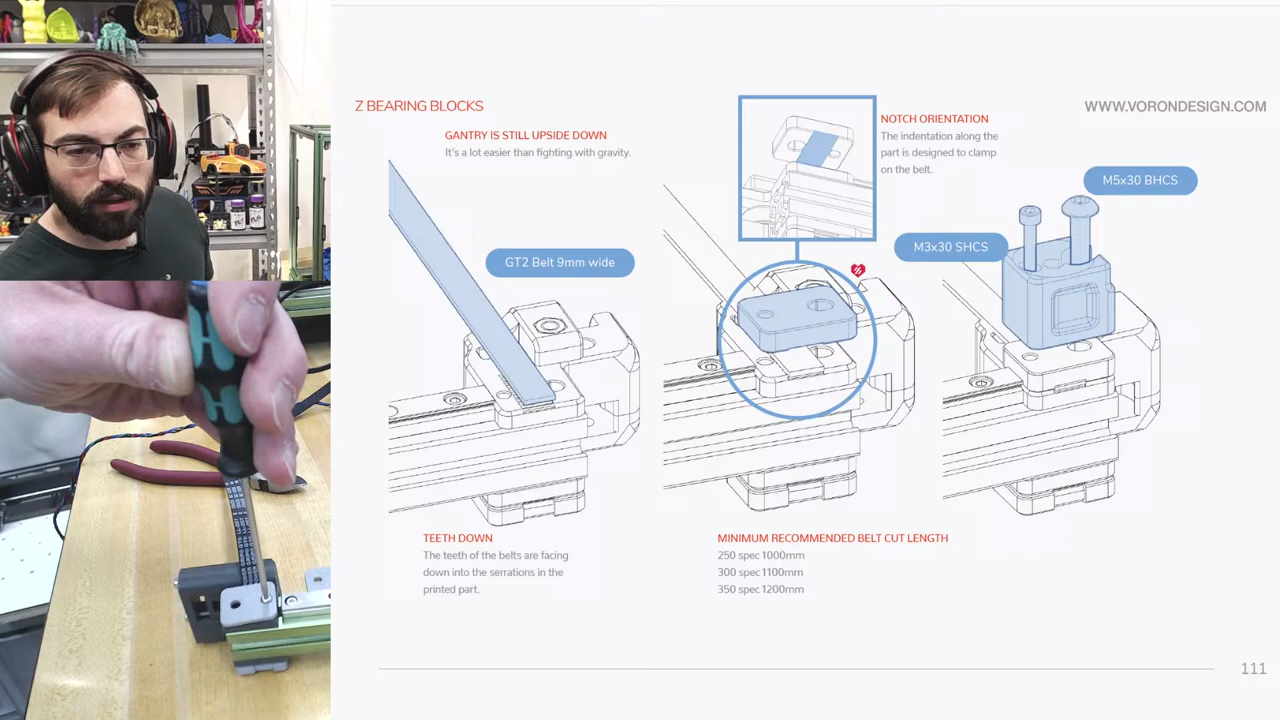 Z BEARING BLOCKS
WWW.VORONDESIGN.COM
GANTRY IS STILL UPSIDE DOWN
It's a lot easier than fighting with gravity.
NOTCH ORIENTATION
The indentation along the
part is designed to clamp
on the belt.
M5x30 BHCS
M3x30 SHCS
GT2 Belt 9mm wide
TEETH DOWN
The teeth of the belts are facing
down into the serrations in the
printed part.
MINIMUM RECOMMENDED BELT CUT LENGTH
250 spec 1000mm
300 spec 1100mm
350 spec 1200mm
111